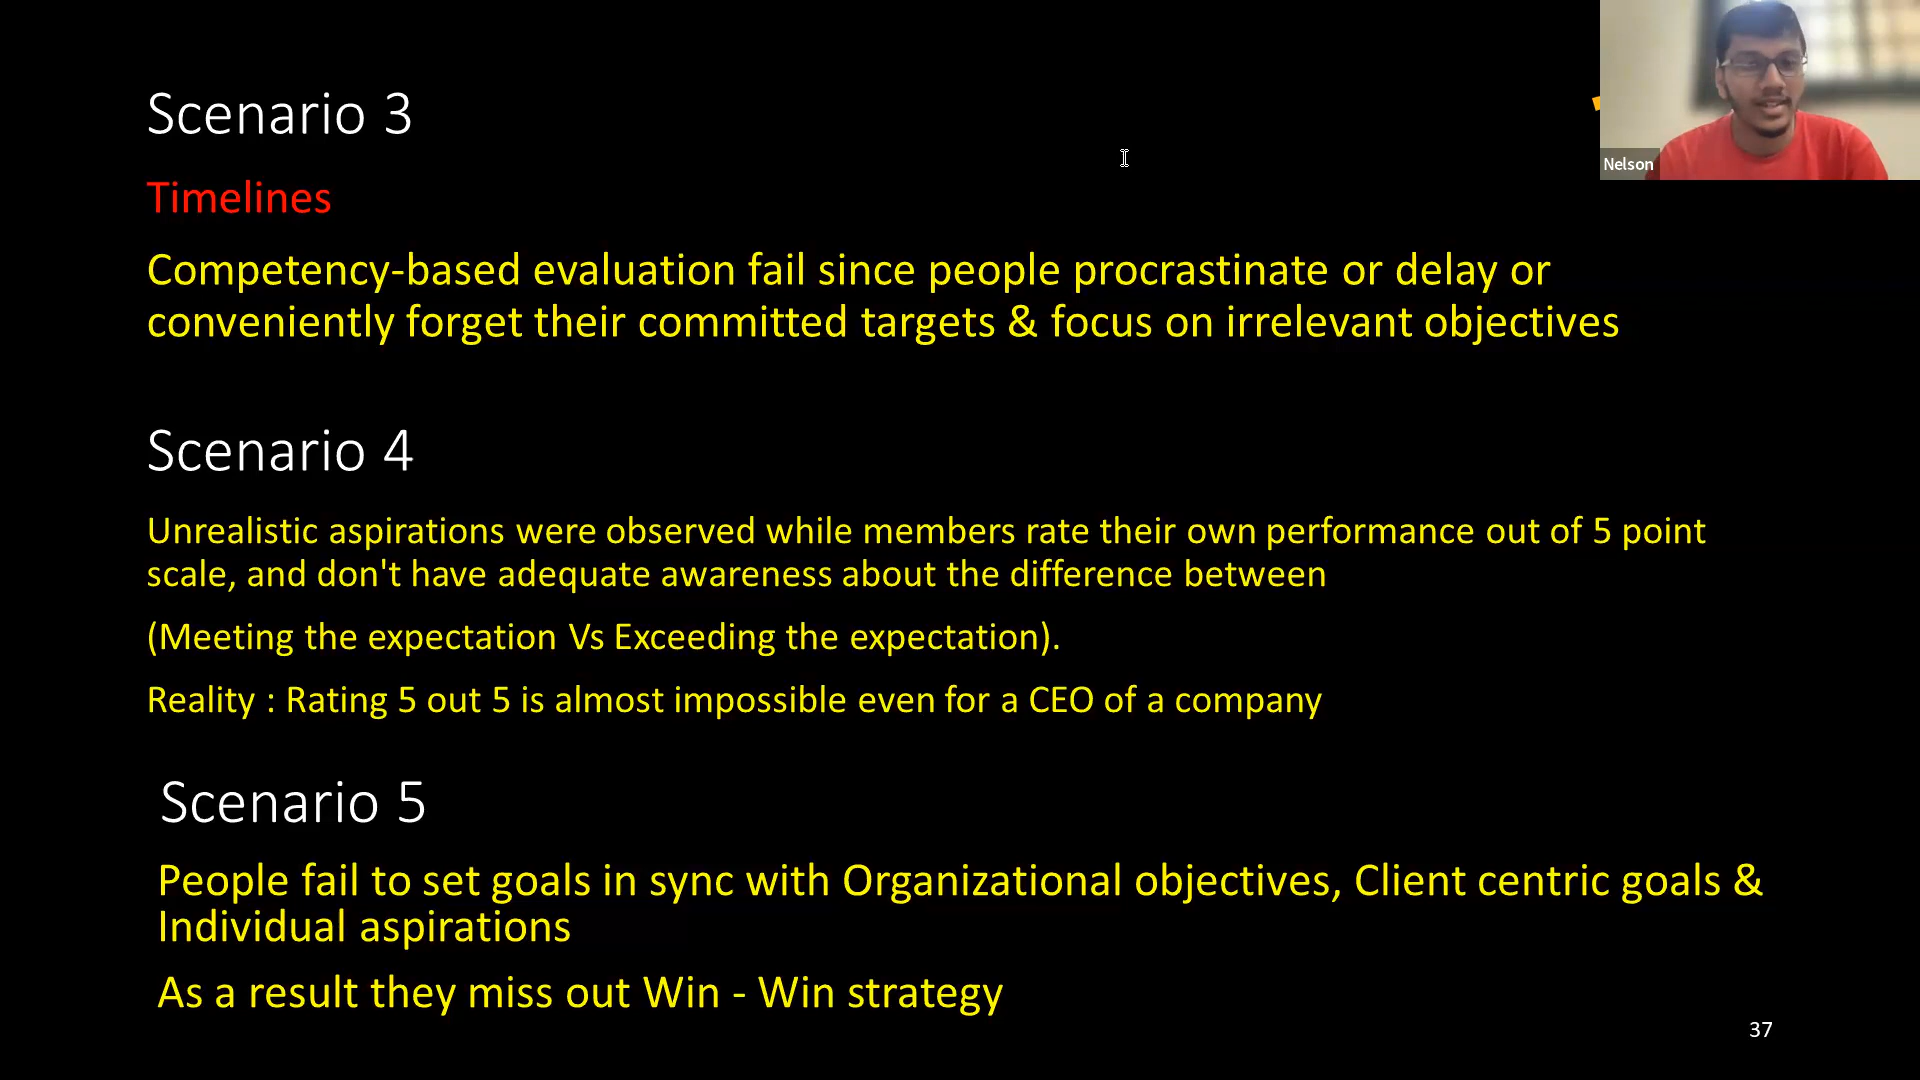 Scenario 3
Nelson
Timelines
Competency-based evaluation fail since people procrastinate or delay or
conveniently forget their committed targets & focus on irrelevant objectives
Scenario 4
Unrealistic aspirations were observed while members rate their own performance out of 5 point
scale, and don't have adequate awareness about the difference between
(Meeting the expectation Vs Exceeding the expectation).
Reality : Rating 5 out 5 is almost impossible even for a CEO of a company
Scenario 5
People fail to set goals in sync with Organizational objectives, Client centric goals &
Individual aspirations
As a result they miss out Win - Win strategy
37